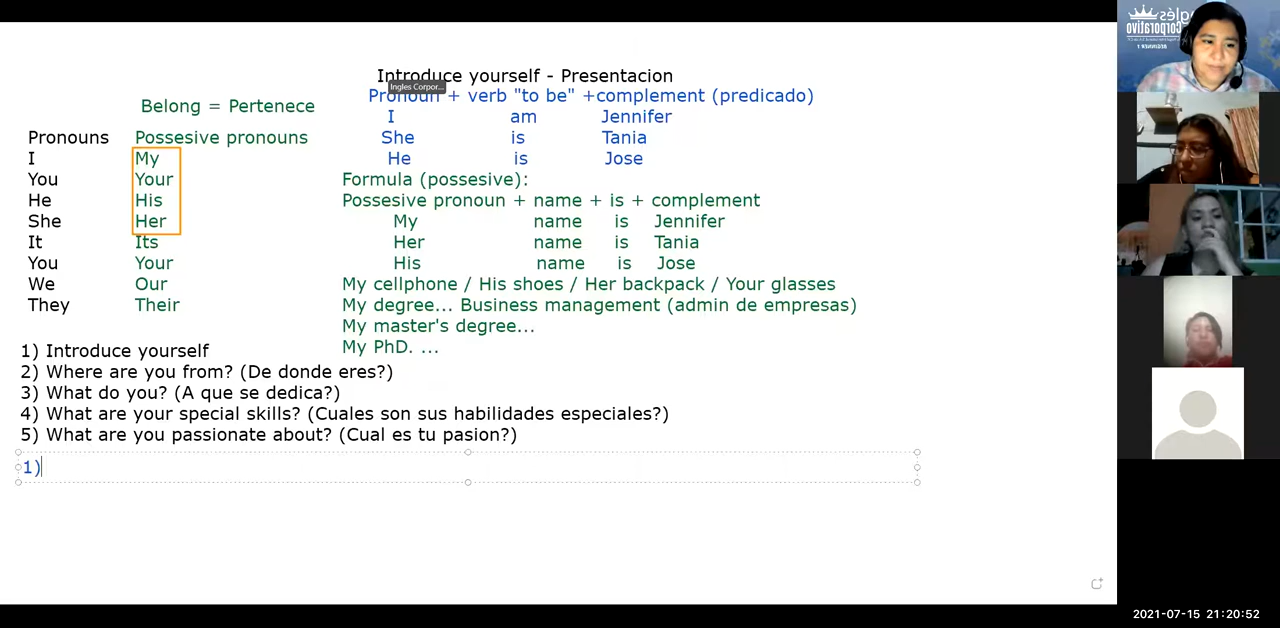 Introduce yourself - Presentacion
Ingles Corpor...
Pronoun + verb "to be" +complement (predicado)
I am Jennifer
She is Tania
He is Jose
Belong = Pertenece
Pronouns Possesive pronouns
I My
You Your
He His
She Her
It Its
You Your
We Our
They Their
Formula (possesive):
Possesive pronoun + name + is + complement
My name is Jennifer
Her name is Tania
His name is Jose
My cellphone / His shoes / Her backpack / Your glasses
My degree... Business management (admin de empresas)
My master's degree...
My PhD. ...
1) Introduce yourself
2) Where are you from? (De donde eres?)
3) What do you? (A que se dedica?)
4) What are your special skills? (Cuales son sus habilidades especiales?)
5) What are you passionate about? (Cual es tu pasion?)
1)
Inglés
Corporativo
BEGINNER 1
2021-07-15 21:20:52